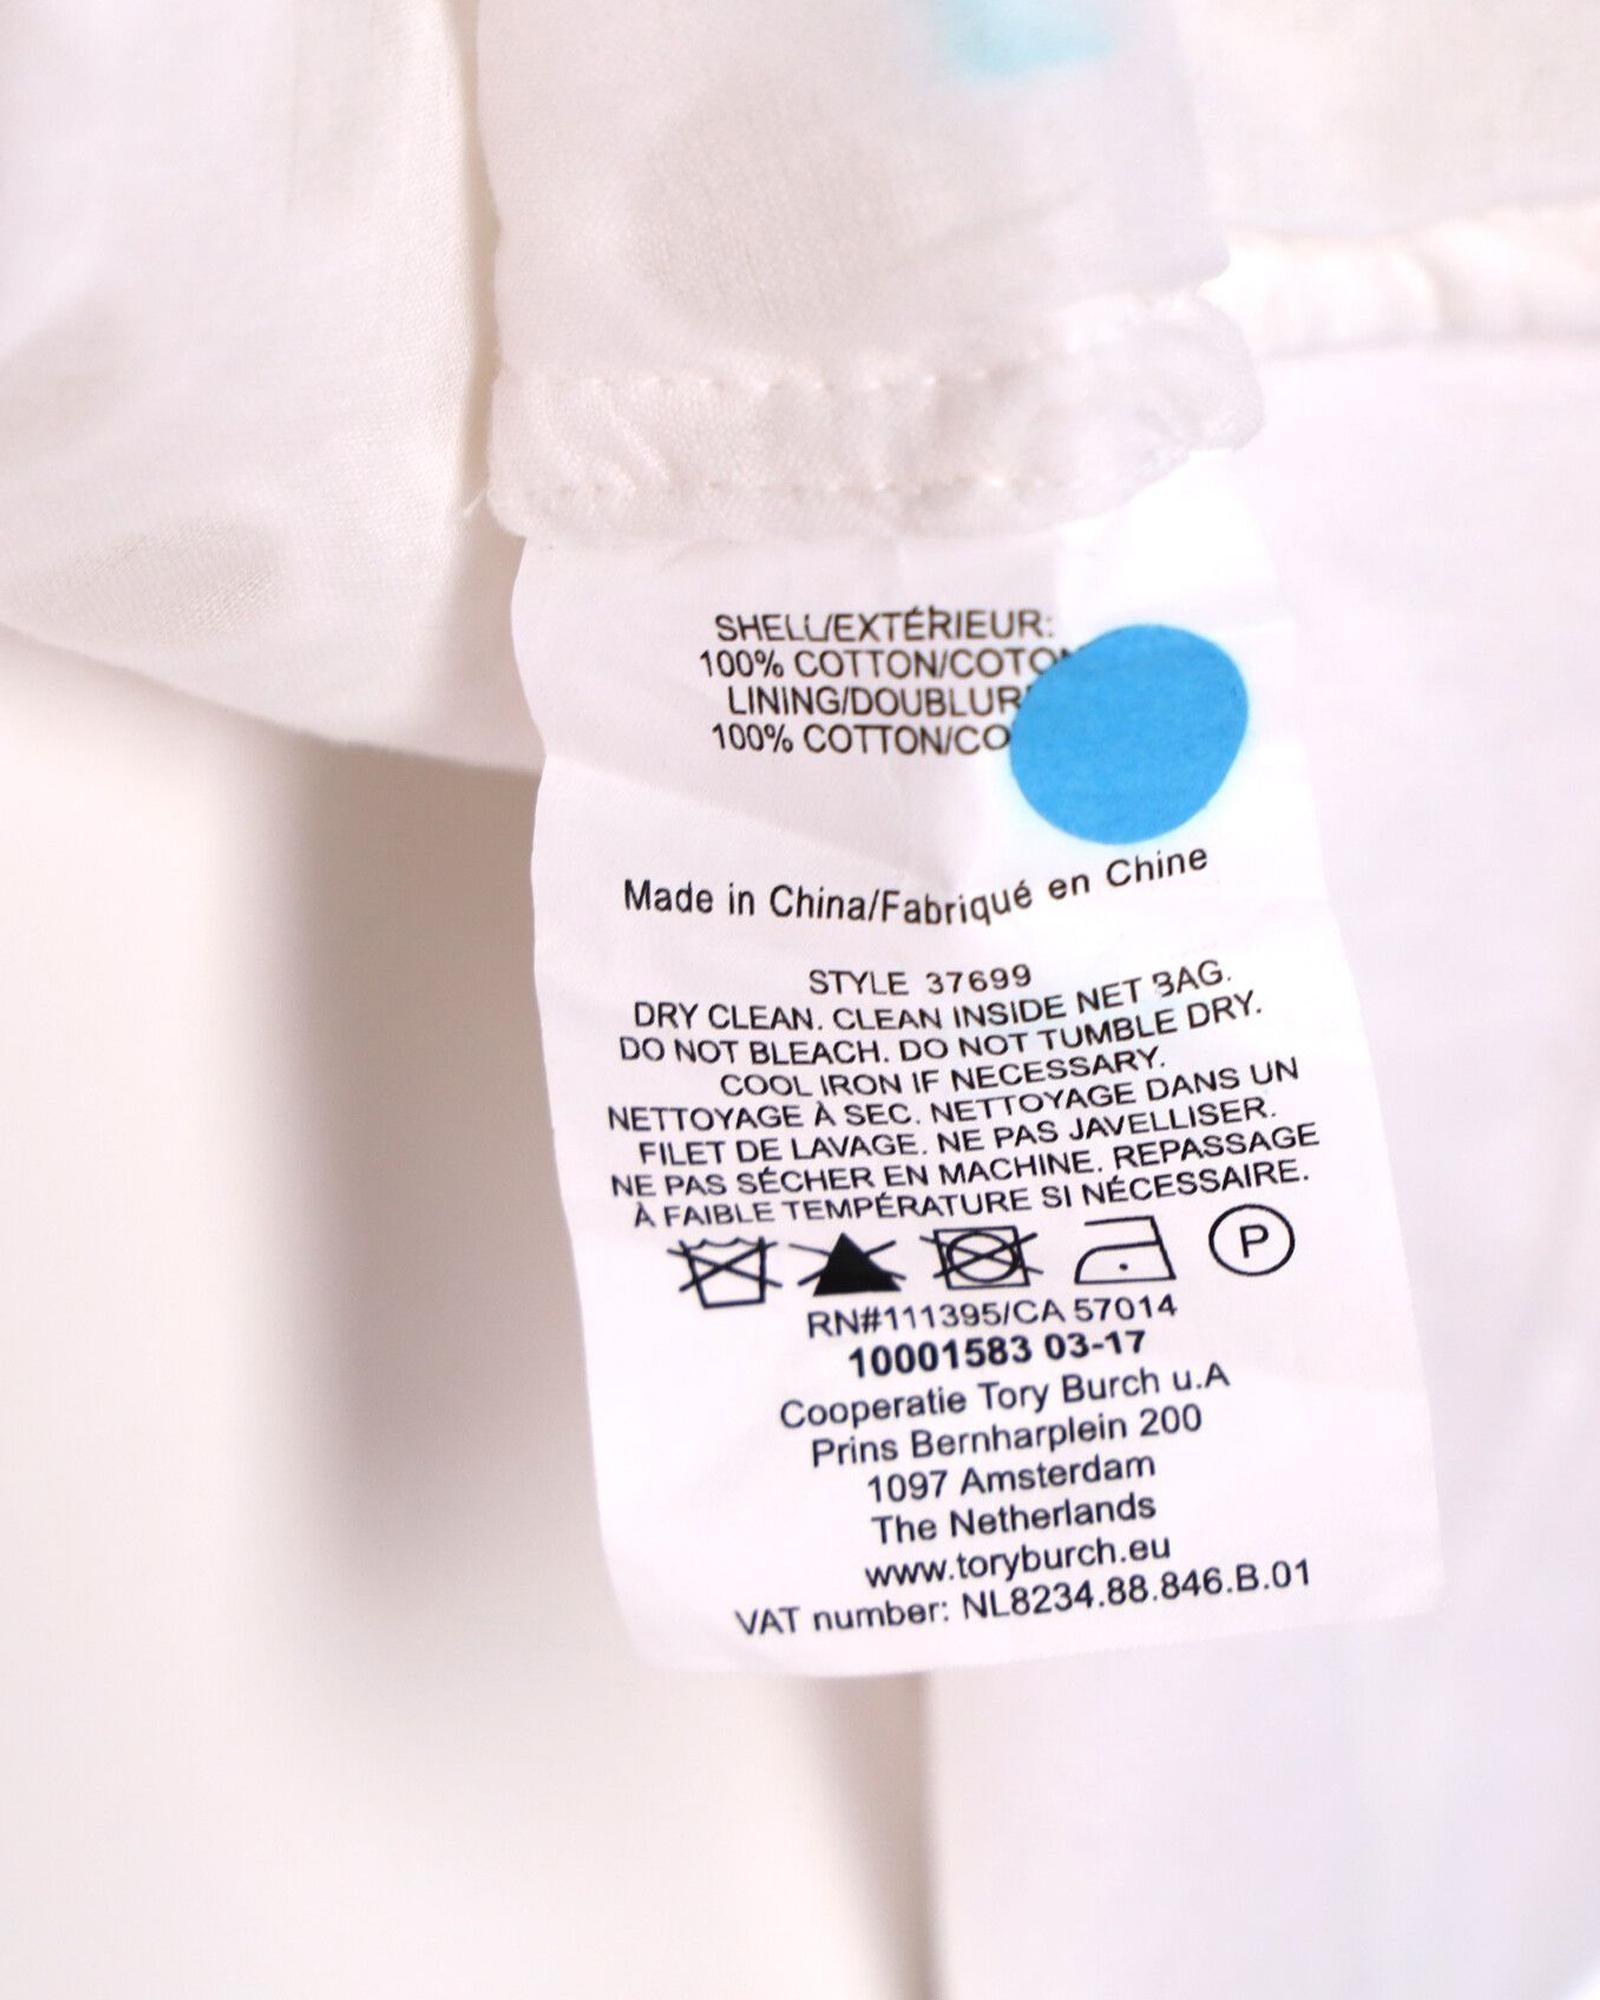 SHELL/EXTÉRIEUR:
100% COTTON/COTON
LINING/DOUBLUR
100% COTTON/CO
Made in China/Fabriqué en Chine
STYLE 37699
DRY CLEAN. CLEAN INSIDE NET BAG.
DO NOT BLEACH. DO NOT TUMBLE DRY.
COOL IRON IF NECESSARY.
NETTOYAGE À SEC. NETTOYAGE DANS UN
FILET DE LAVAGE. NE PAS JAVELLISER.
NE PAS SÉCHER EN MACHINE. REPASSAGE
À FAIBLE TEMPÉRATURE SI NÉCESSAIRE.
P
RN#111395/CA 57014
10001583 03-17
Cooperatie Tory Burch u.A
Prins Bernharplein 200
1097 Amsterdam
The Netherlands
www.toryburch.eu
VAT number: NL8234.88.846.B.01